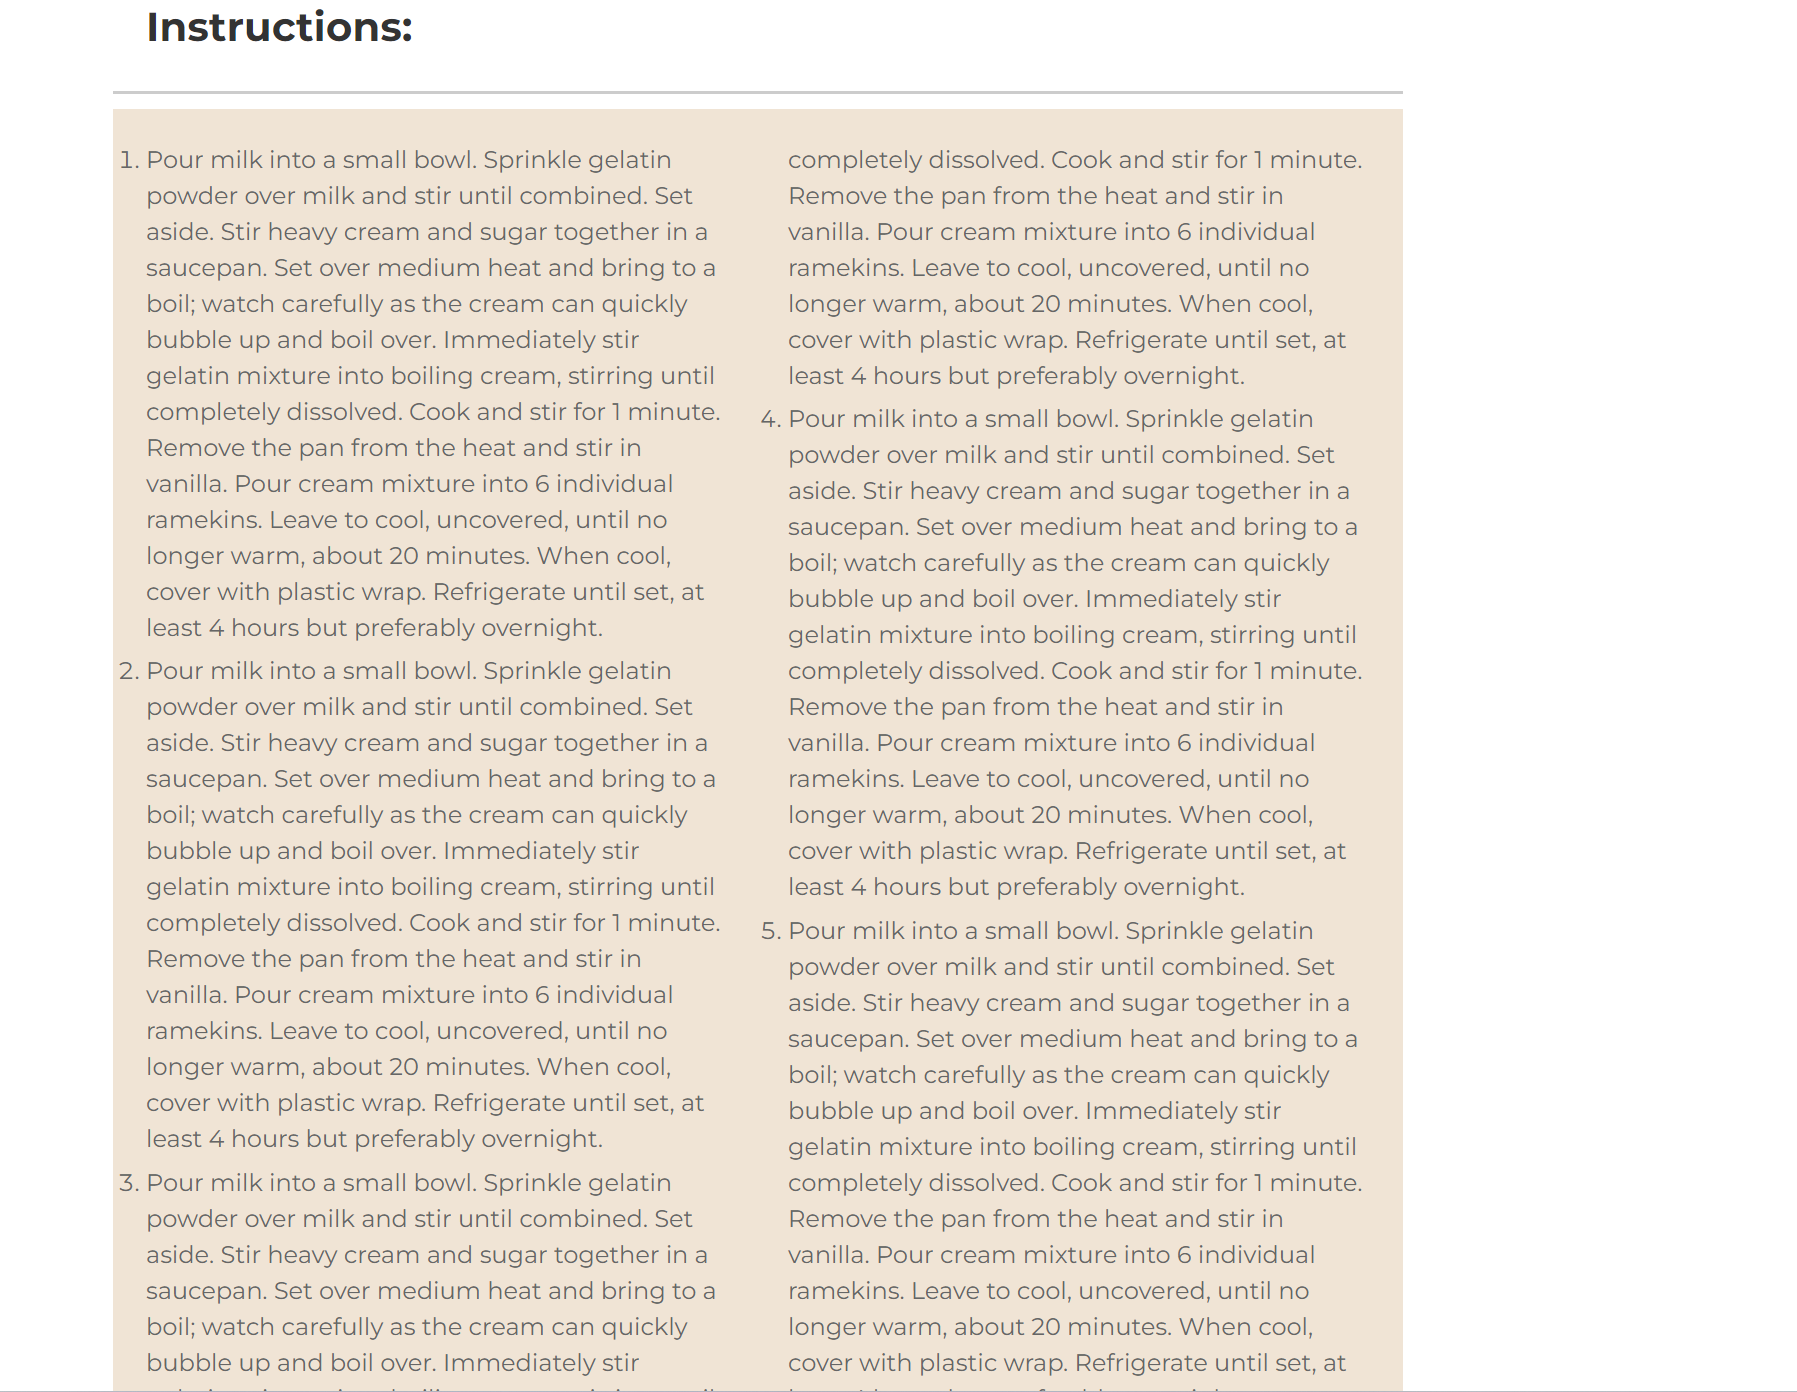 Instructions:
1. Pour milk into a small bowl. Sprinkle gelatin
powder over milk and stir until combined. Set
aside. Stir heavy cream and sugar together in a
saucepan. Set over medium heat and bring to a
boil; watch carefully as the cream can quickly
bubble up and boil over. Immediately stir
gelatin mixture into boiling cream, stirring until
completely dissolved. Cook and stir for 1 minute.
Remove the pan from the heat and stir in
vanilla. Pour cream mixture into 6 individual
ramekins. Leave to cool, uncovered, until no
longer warm, about 20 minutes. When cool,
cover with plastic wrap. Refrigerate until set, at
least 4 hours but preferably overnight.
2. Pour milk into a small bowl. Sprinkle gelatin
powder over milk and stir until combined. Set
aside. Stir heavy cream and sugar together in a
saucepan. Set over medium heat and bring to a
boil; watch carefully as the cream can quickly
bubble up and boil over. Immediately stir
gelatin mixture into boiling cream, stirring until
completely dissolved. Cook and stir for 1 minute.
Remove the pan from the heat and stir in
vanilla. Pour cream mixture into 6 individual
ramekins. Leave to cool, uncovered, until no
longer warm, about 20 minutes. When cool,
cover with plastic wrap. Refrigerate until set, at
least 4 hours but preferably overnight.
3. Pour milk into a small bowl. Sprinkle gelatin
powder over milk and stir until combined. Set
aside. Stir heavy cream and sugar together in a
saucepan. Set over medium heat and bring to a
boil; watch carefully as the cream can quickly
bubble up and boil over. Immediately stir
completely dissolved. Cook and stir for 1 minute.
Remove the pan from the heat and stir in
vanilla. Pour cream mixture into 6 individual
ramekins. Leave to cool, uncovered, until no
longer warm, about 20 minutes. When cool,
cover with plastic wrap. Refrigerate until set, at
least 4 hours but preferably overnight.
4. Pour milk into a small bowl. Sprinkle gelatin
powder over milk and stir until combined. Set
aside. Stir heavy cream and sugar together in a
saucepan. Set over medium heat and bring to a
boil; watch carefully as the cream can quickly
bubble up and boil over. Immediately stir
gelatin mixture into boiling cream, stirring until
completely dissolved. Cook and stir for 1 minute.
Remove the pan from the heat and stir in
vanilla. Pour cream mixture into 6 individual
ramekins. Leave to cool, uncovered, until no
longer warm, about 20 minutes. When cool,
cover with plastic wrap. Refrigerate until set, at
least 4 hours but preferably overnight.
5. Pour milk into a small bowl. Sprinkle gelatin
powder over milk and stir until combined. Set
aside. Stir heavy cream and sugar together in a
saucepan. Set over medium heat and bring to a
boil; watch carefully as the cream can quickly
bubble up and boil over. Immediately stir
gelatin mixture into boiling cream, stirring until
completely dissolved. Cook and stir for 1 minute.
Remove the pan from the heat and stir in
vanilla. Pour cream mixture into 6 individual
ramekins. Leave to cool, uncovered, until no
longer warm, about 20 minutes. When cool,
cover with plastic wrap. Refrigerate until set, at